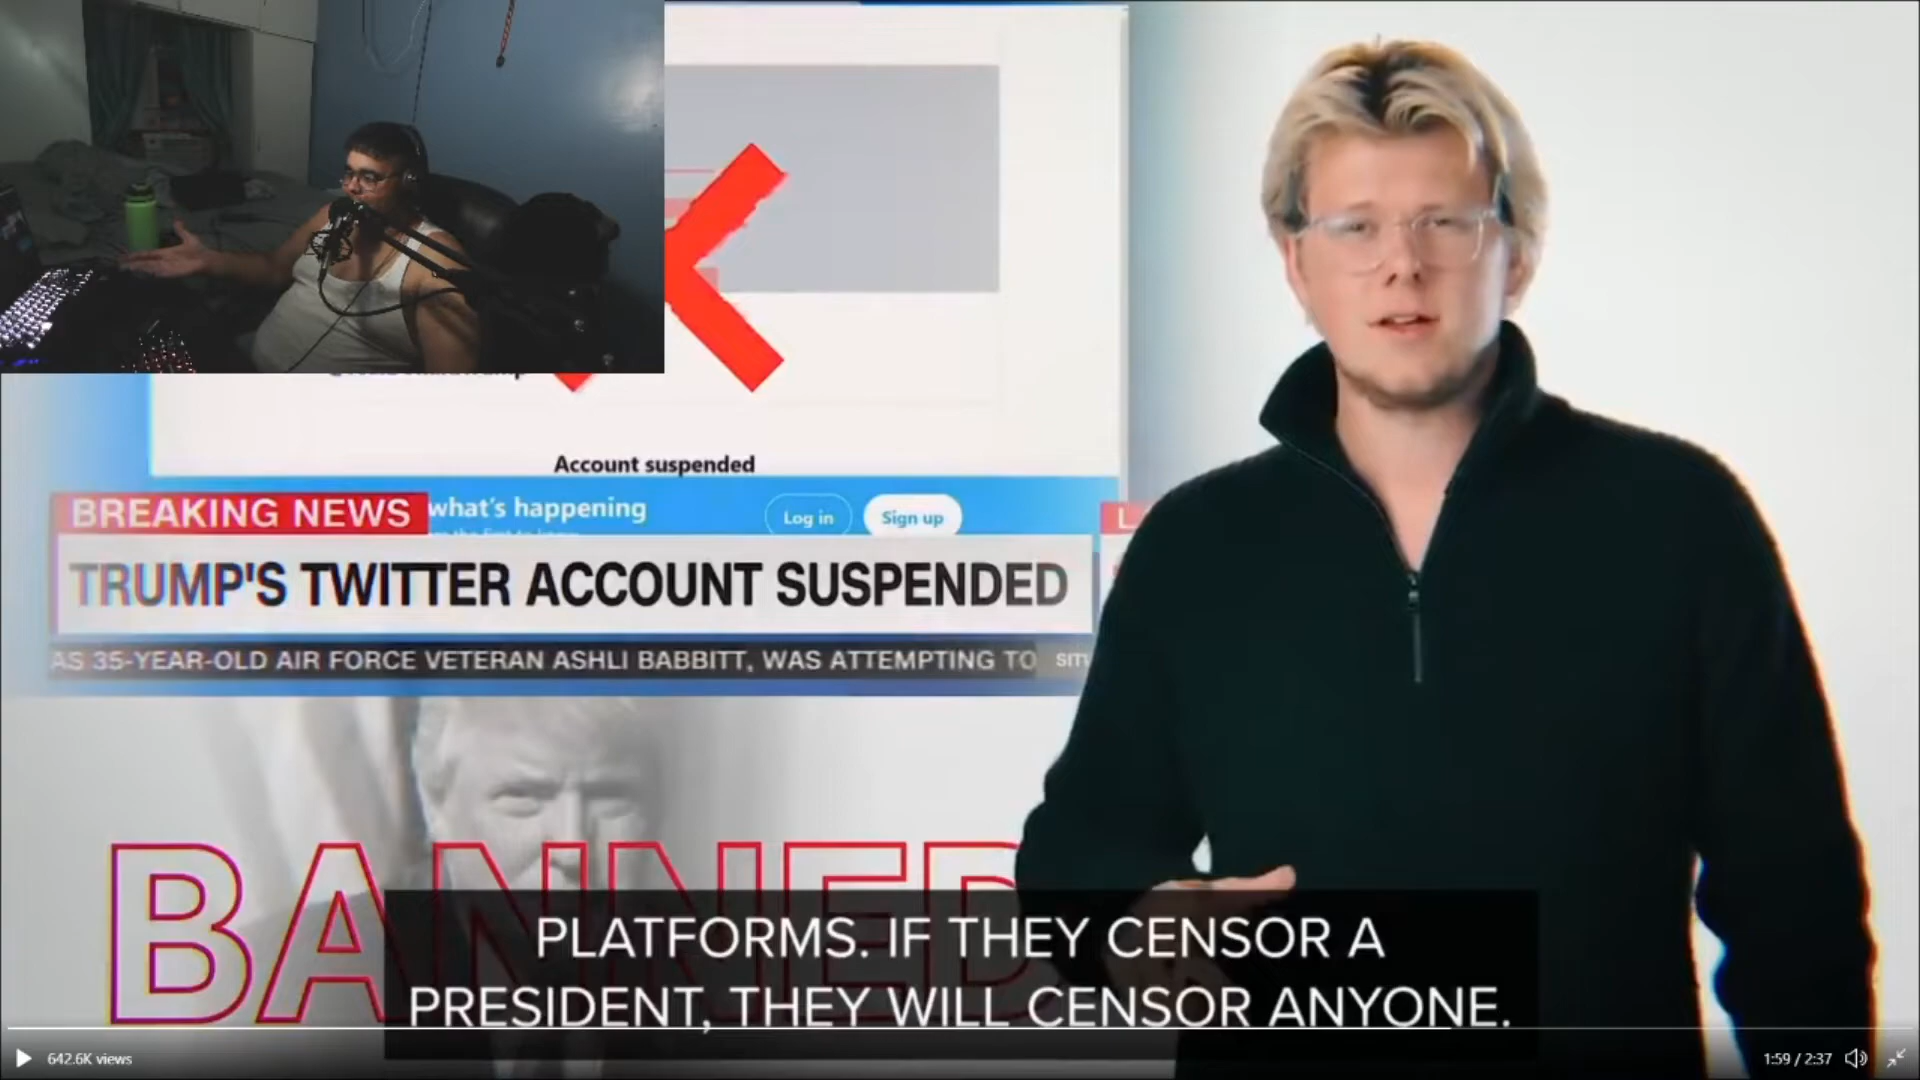 Account suspended
BREAKING NEWS
what's happening
Log in
Sign up
L
TRUMP'S TWITTER ACCOUNT SUSPENDED
AS 35-YEAR-OLD AIR FORCE VETERAN ASHLI BABBITT, WAS ATTEMPTING TO
sm
BANNED
PLATFORMS. IF THEY CENSOR A
PRESIDENT, THEY WILL CENSOR ANYONE.
642.6K views
1:59 / 2:37